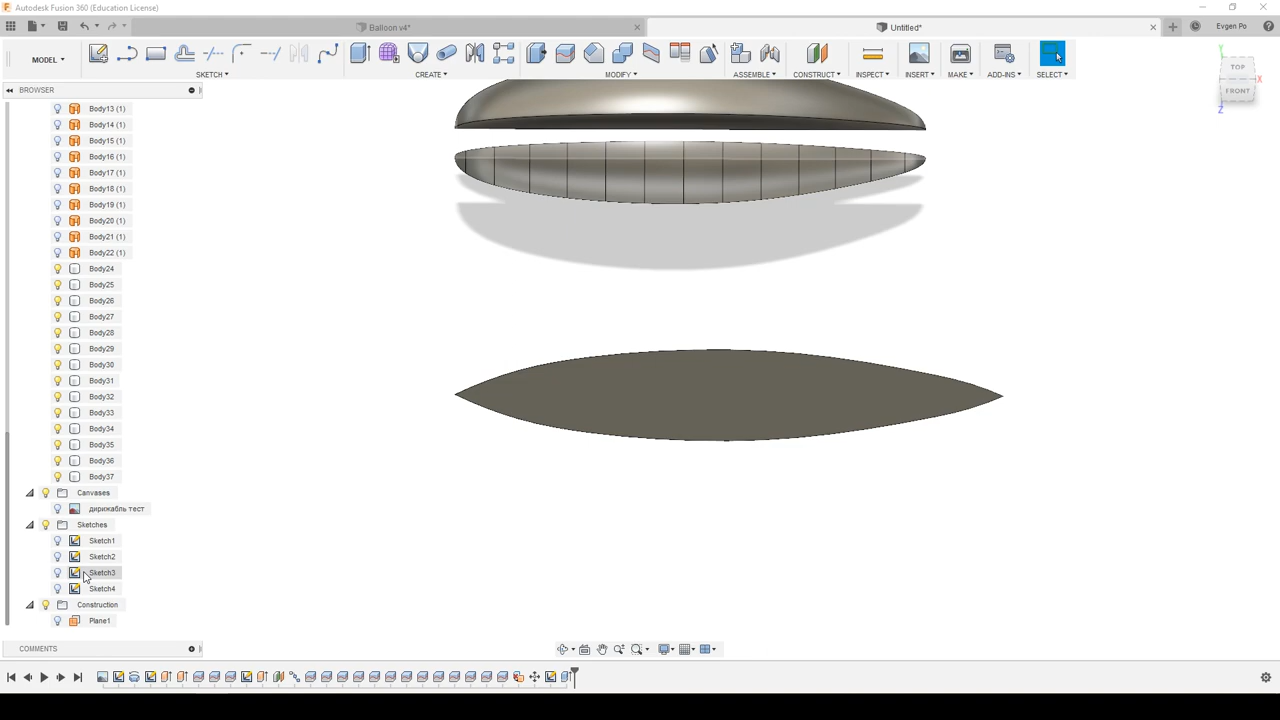 Autodesk Fusion 360 (Education License)
Balloon v4*
Untitled*
Evgen Po
MODEL
SKETCH
CREATE
MODIFY
ASSEMBLE
CONSTRUCT
INSPECT
INSERT
MAKE
ADD-INS
SELECT
TOP
FRONT
Y
X
Z
BROWSER
Body13 (1)
Body14 (1)
Body15 (1)
Body16 (1)
Body17 (1)
Body18 (1)
Body19 (1)
Body20 (1)
Body21 (1)
Body22 (1)
Body24
Body25
Body26
Body27
Body28
Body29
Body30
Body31
Body32
Body33
Body34
Body35
Body36
Body37
Canvases
дирижабль тест
Sketches
Sketch1
Sketch2
Sketch3
Sketch4
Construction
Plane1
COMMENTS